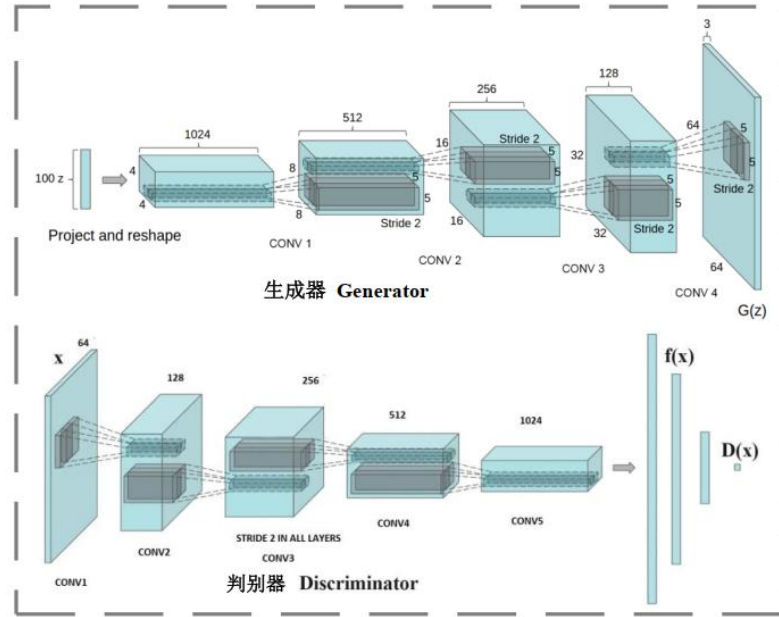 3
128
256
512
1024
64
5
5
Stride 2
16
5
5
Stride 2
32
5
5
Stride 2
8
5
5
Stride 2
100 z
4
4
8
16
32
64
Project and reshape
CONV 1
CONV 2
CONV 3
CONV 4
G(z)
生成器 Generator
64
x
128
256
512
1024
f(x)
D(x)
STRIDE 2 IN ALL LAYERS
CONV1
CONV2
CONV3
CONV4
CONV5
判别器 Discriminator